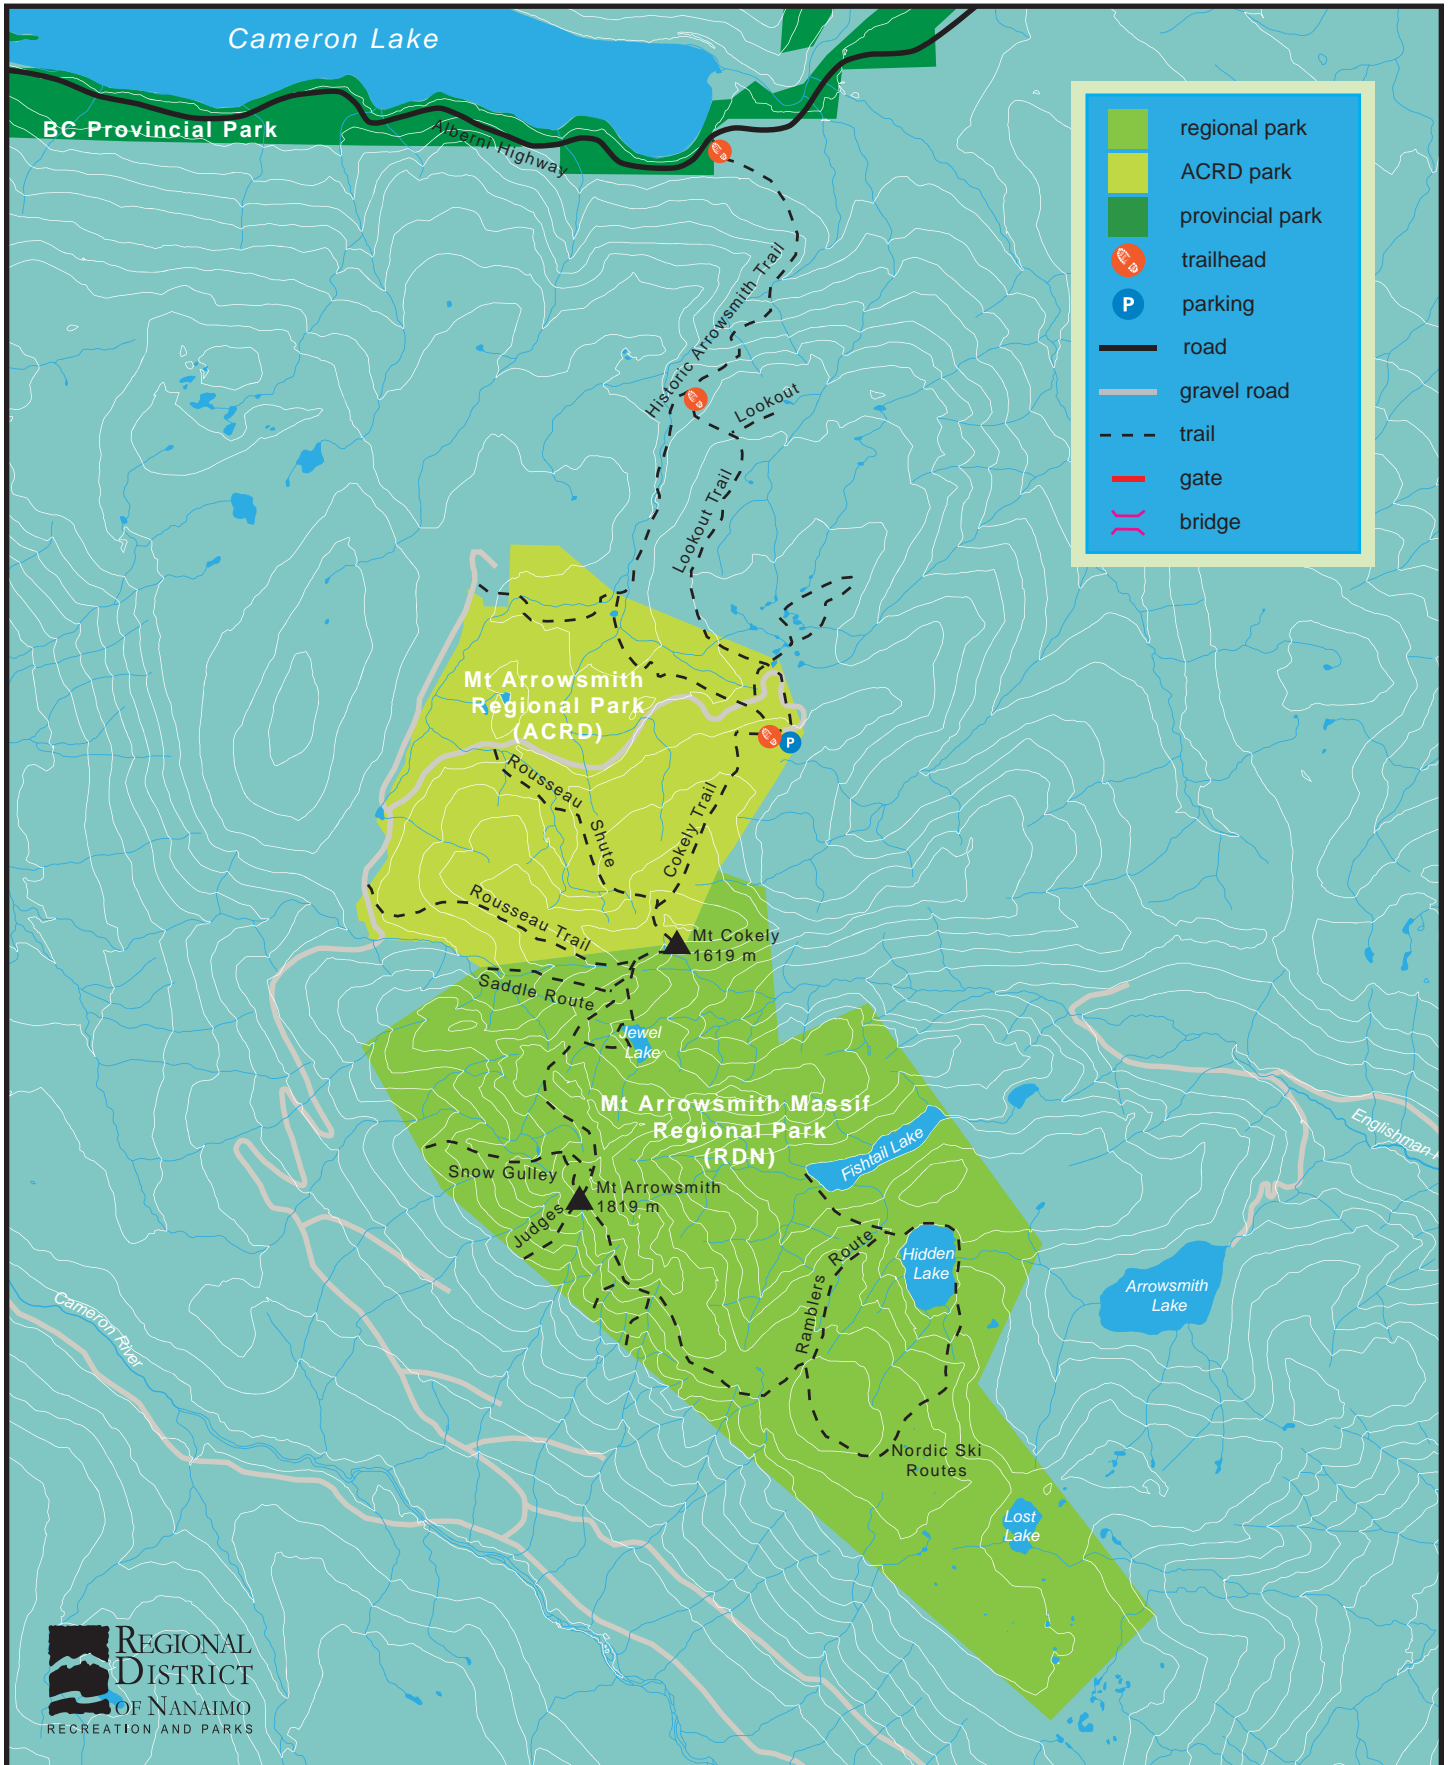 Cameron Lake
BC Provincial Park
Alberni Highway
regional park
ACRD park
provincial park
trailhead
P
parking
road
gravel road
trail
gate
bridge
Historic Arrowsmith Trail
Lookout
Lookout Trail
Mt Arrowsmith
Regional Park
(ACRD)
P
Rousseau
Shute
Cokely Trail
Rousseau Trail
Mt Cokely
1619 m
Saddle Route
Jewel
Lake
Mt Arrowsmith Massif
Regional Park
(RDN)
Fishtail Lake
Englishman
Snow Gulley
Mt Arrowsmith
1819 m
Judges
Ramblers Route
Hidden
Lake
Arrowsmith
Lake
Cameron River
Nordic Ski
Routes
Lost
Lake
REGIONAL
DISTRICT
OF NANAIMO
RECREATION AND PARKS